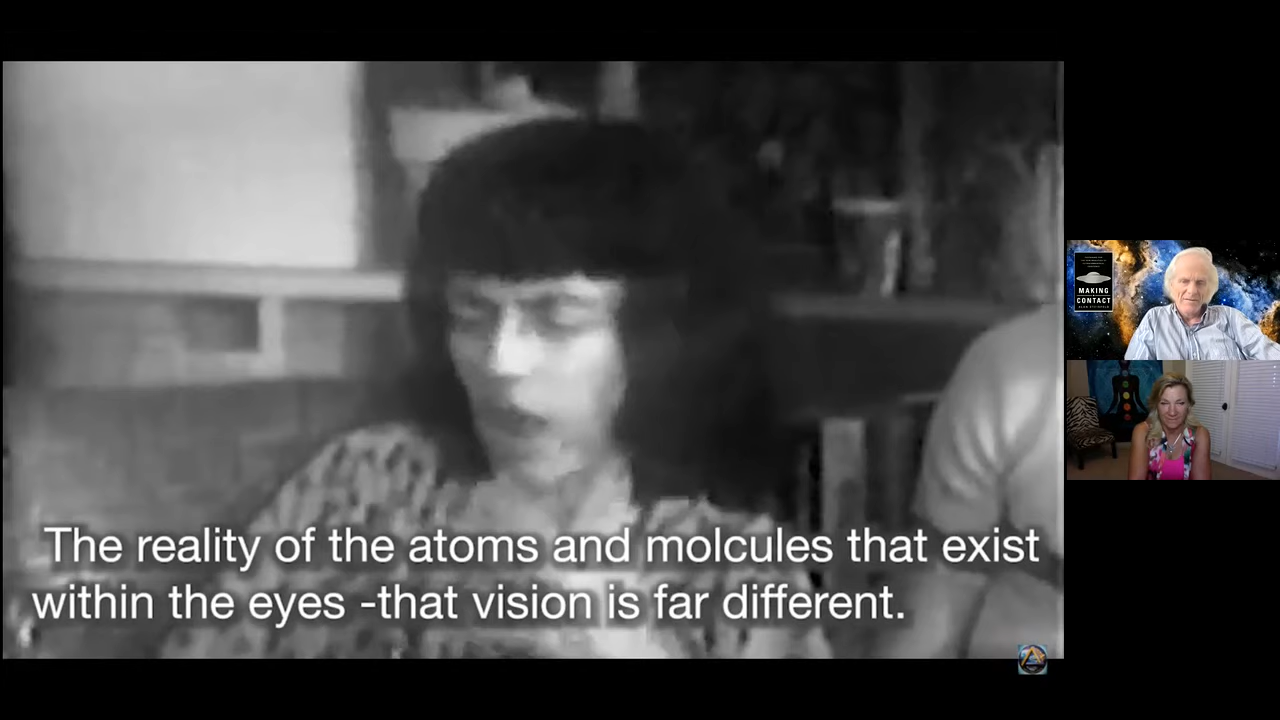 The reality of the atoms and molcules that exist
within the eyes -that vision is far different.
MAKING
CONTACT